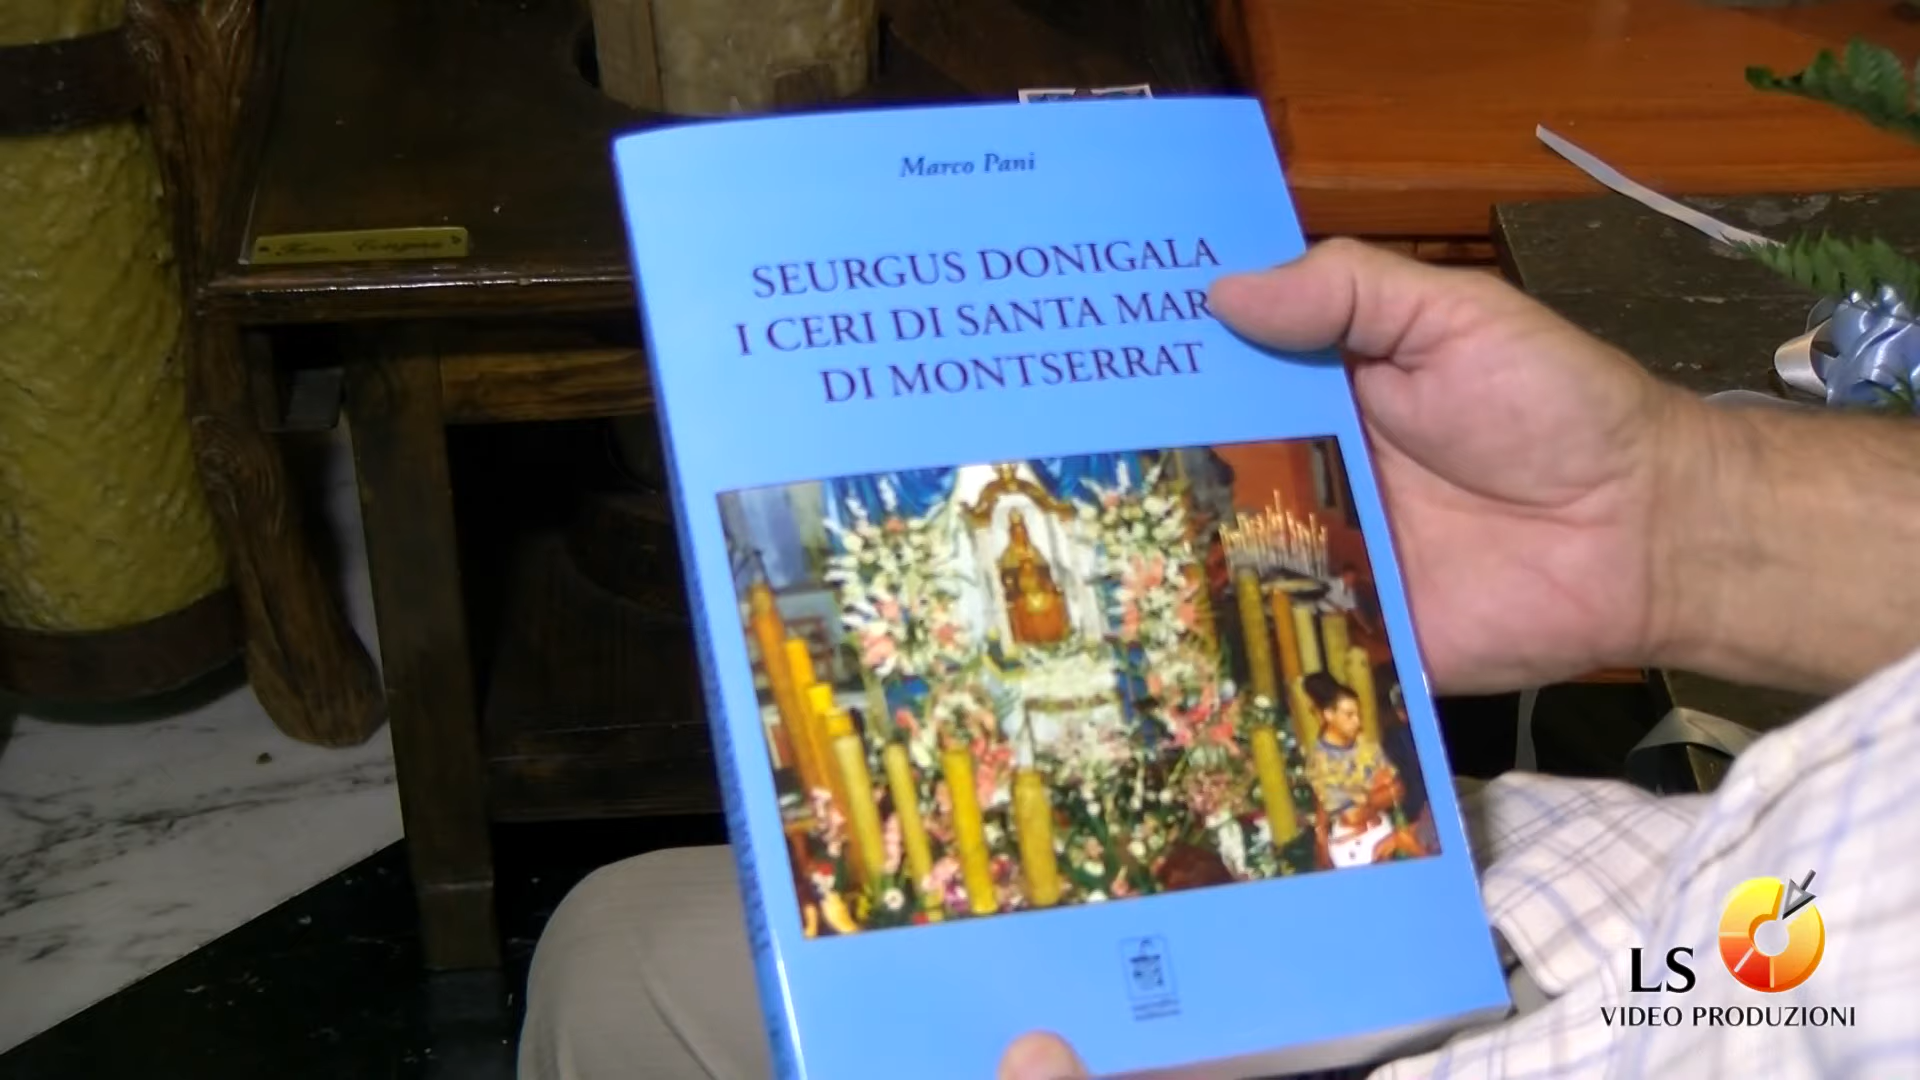 Marco Pani
SEURGUS DONIGALA
I CERI DI SANTA MAR
DI MONTSERRAT
LS
VIDEO PRODUZIONI